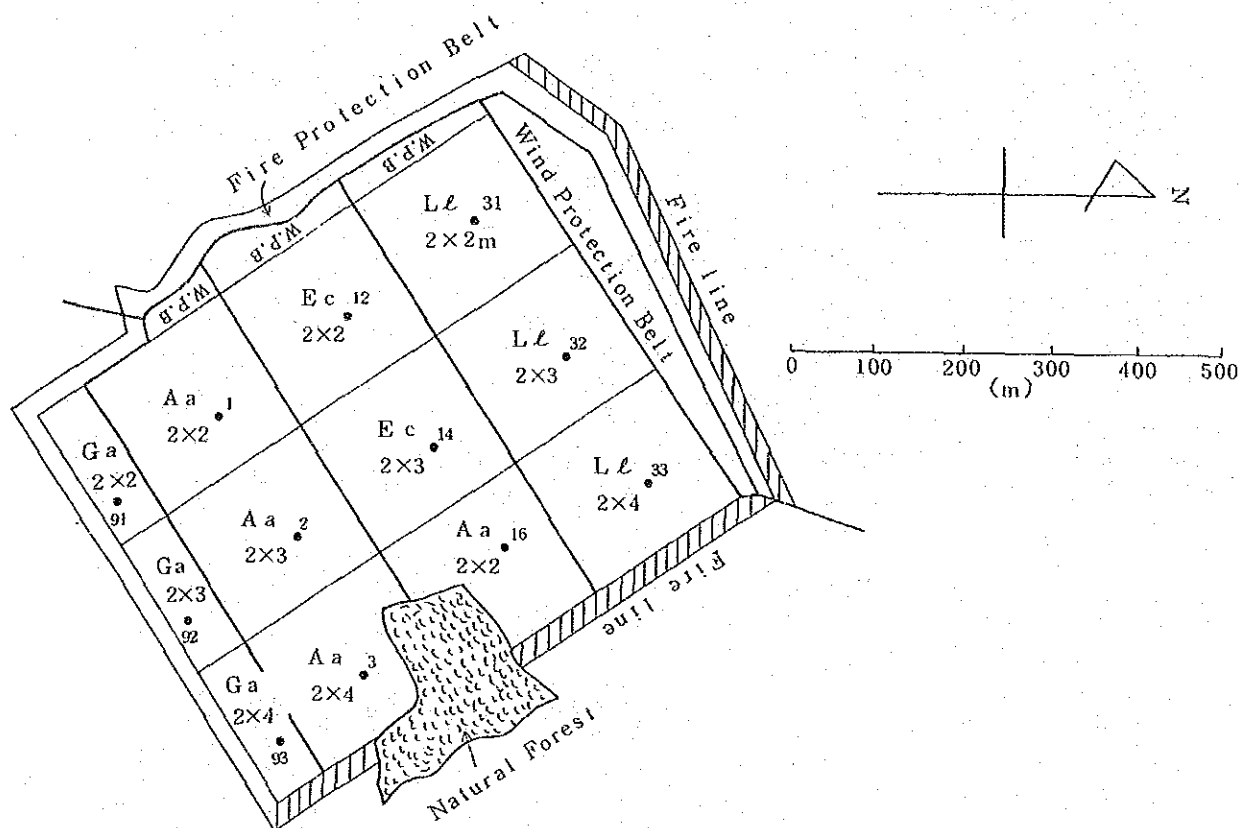 Fire Protection Belt
W.P.B
W.P.B
W.P.B
Wind Protection Belt
Fire line
N
0 100 200 300 400 500
(m)
Lℓ 31
2×2m
Ec 12
2×2
Lℓ 32
2×3
Aa 1
2×2
Ec 14
2×3
Lℓ 33
2×4
Ga
2×2
91
Aa 2
2×3
Aa 16
2×2
Ga
2×3
92
Aa 3
2×4
Ga
2×4
93
Fire line
Natural Forest